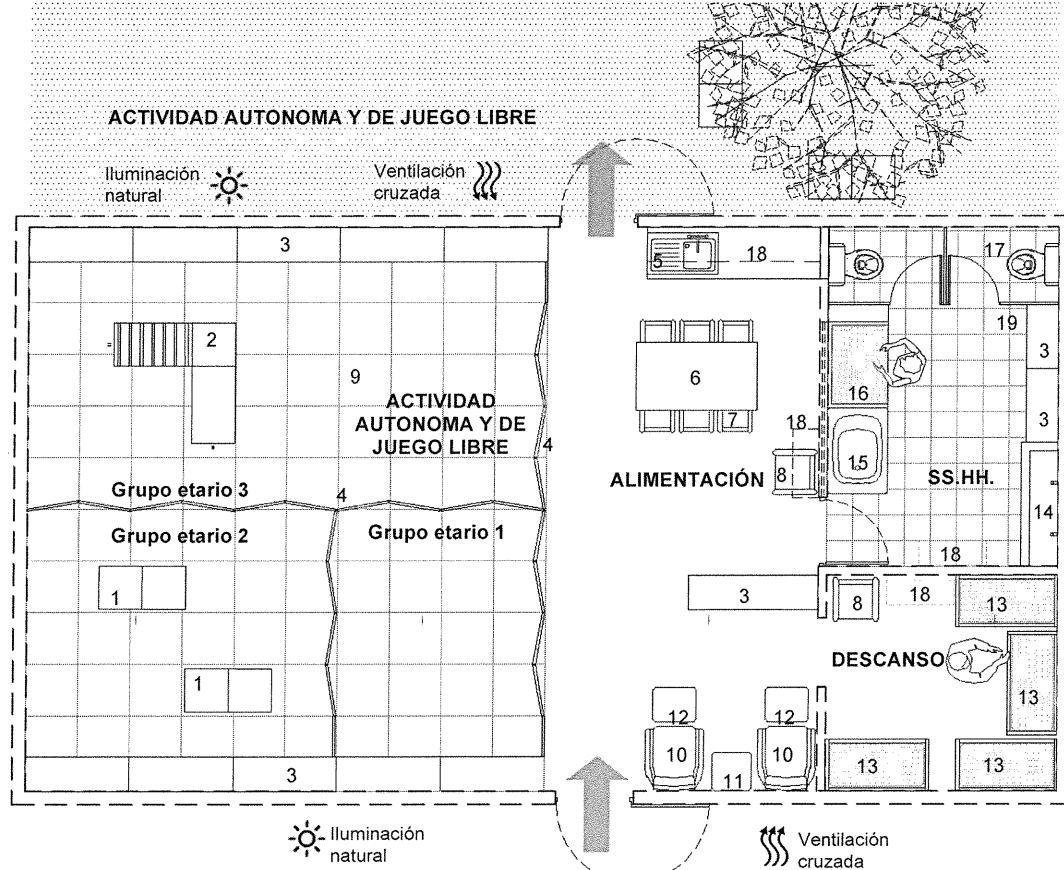 ACTIVIDAD AUTONOMA Y DE JUEGO LIBRE
Iluminación
natural
Ventilación
cruzada
3
5
18
17
2
19
3
6
9
16
ACTIVIDAD
AUTONOMA Y DE
JUEGO LIBRE
7
18
3
4
15
8
ALIMENTACIÓN
SS.HH.
Grupo etario 3
4
14
Grupo etario 2
Grupo etario 1
18
1
3
8
18
13
DESCANSO
1
13
12
12
10
10
13
13
3
11
Iluminación
natural
Ventilación
cruzada